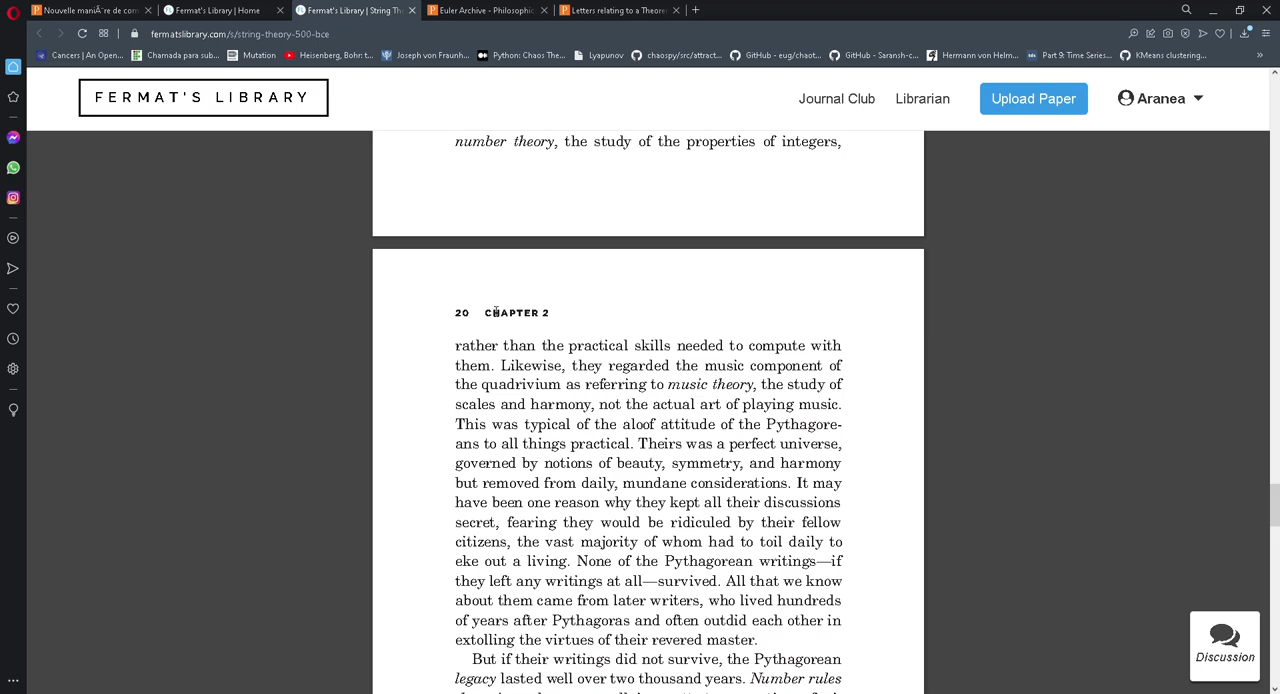 Nouvelle maniÃ¨re de com
Fermat's Library | Home
Fermat's Library | String Th
Euler Archive - Philosophic
Letters relating to a Theore
fermatslibrary.com/s/string-theory-500-bce
Cancers | An Open...
Chamada para sub...
Mutation
Heisenberg, Bohr: t...
Joseph von Fraunh...
Python: Chaos The...
Lyapunov
chaospy/src/attract...
GitHub - eug/chaot...
GitHub - Saransh-c...
Hermann von Helm...
Part 9: Time Series...
KMeans clustering...
FERMAT'S LIBRARY
Journal Club
Librarian
Upload Paper
Aranea
number theory, the study of the properties of integers,
20 CHAPTER 2
rather than the practical skills needed to compute with
them. Likewise, they regarded the music component of
the quadrivium as referring to music theory, the study of
scales and harmony, not the actual art of playing music.
This was typical of the aloof attitude of the Pythagore-
ans to all things practical. Theirs was a perfect universe,
governed by notions of beauty, symmetry, and harmony
but removed from daily, mundane considerations. It may
have been one reason why they kept all their discussions
secret, fearing they would be ridiculed by their fellow
citizens, the vast majority of whom had to toil daily to
eke out a living. None of the Pythagorean writings—if
they left any writings at all—survived. All that we know
about them came from later writers, who lived hundreds
of years after Pythagoras and often outdid each other in
extolling the virtues of their revered master.
But if their writings did not survive, the Pythagorean
legacy lasted well over two thousand years. Number rules
Discussion